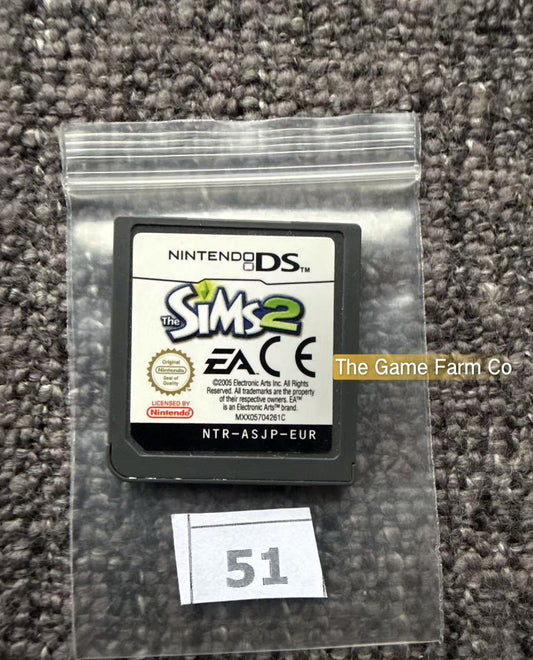 NINTENDO DS™
The SiMs 2
Original
Nintendo
Seal of
Quality
EA™ CE
The Game Farm Co
©2005 Electronic Arts Inc. All Rights
Reserved. All trademarks are the property
of their respective owners. EA™
is an Electronic Arts™ brand.
LICENSED BY
Nintendo
MXX05704261C
NTR-ASJP-EUR
51